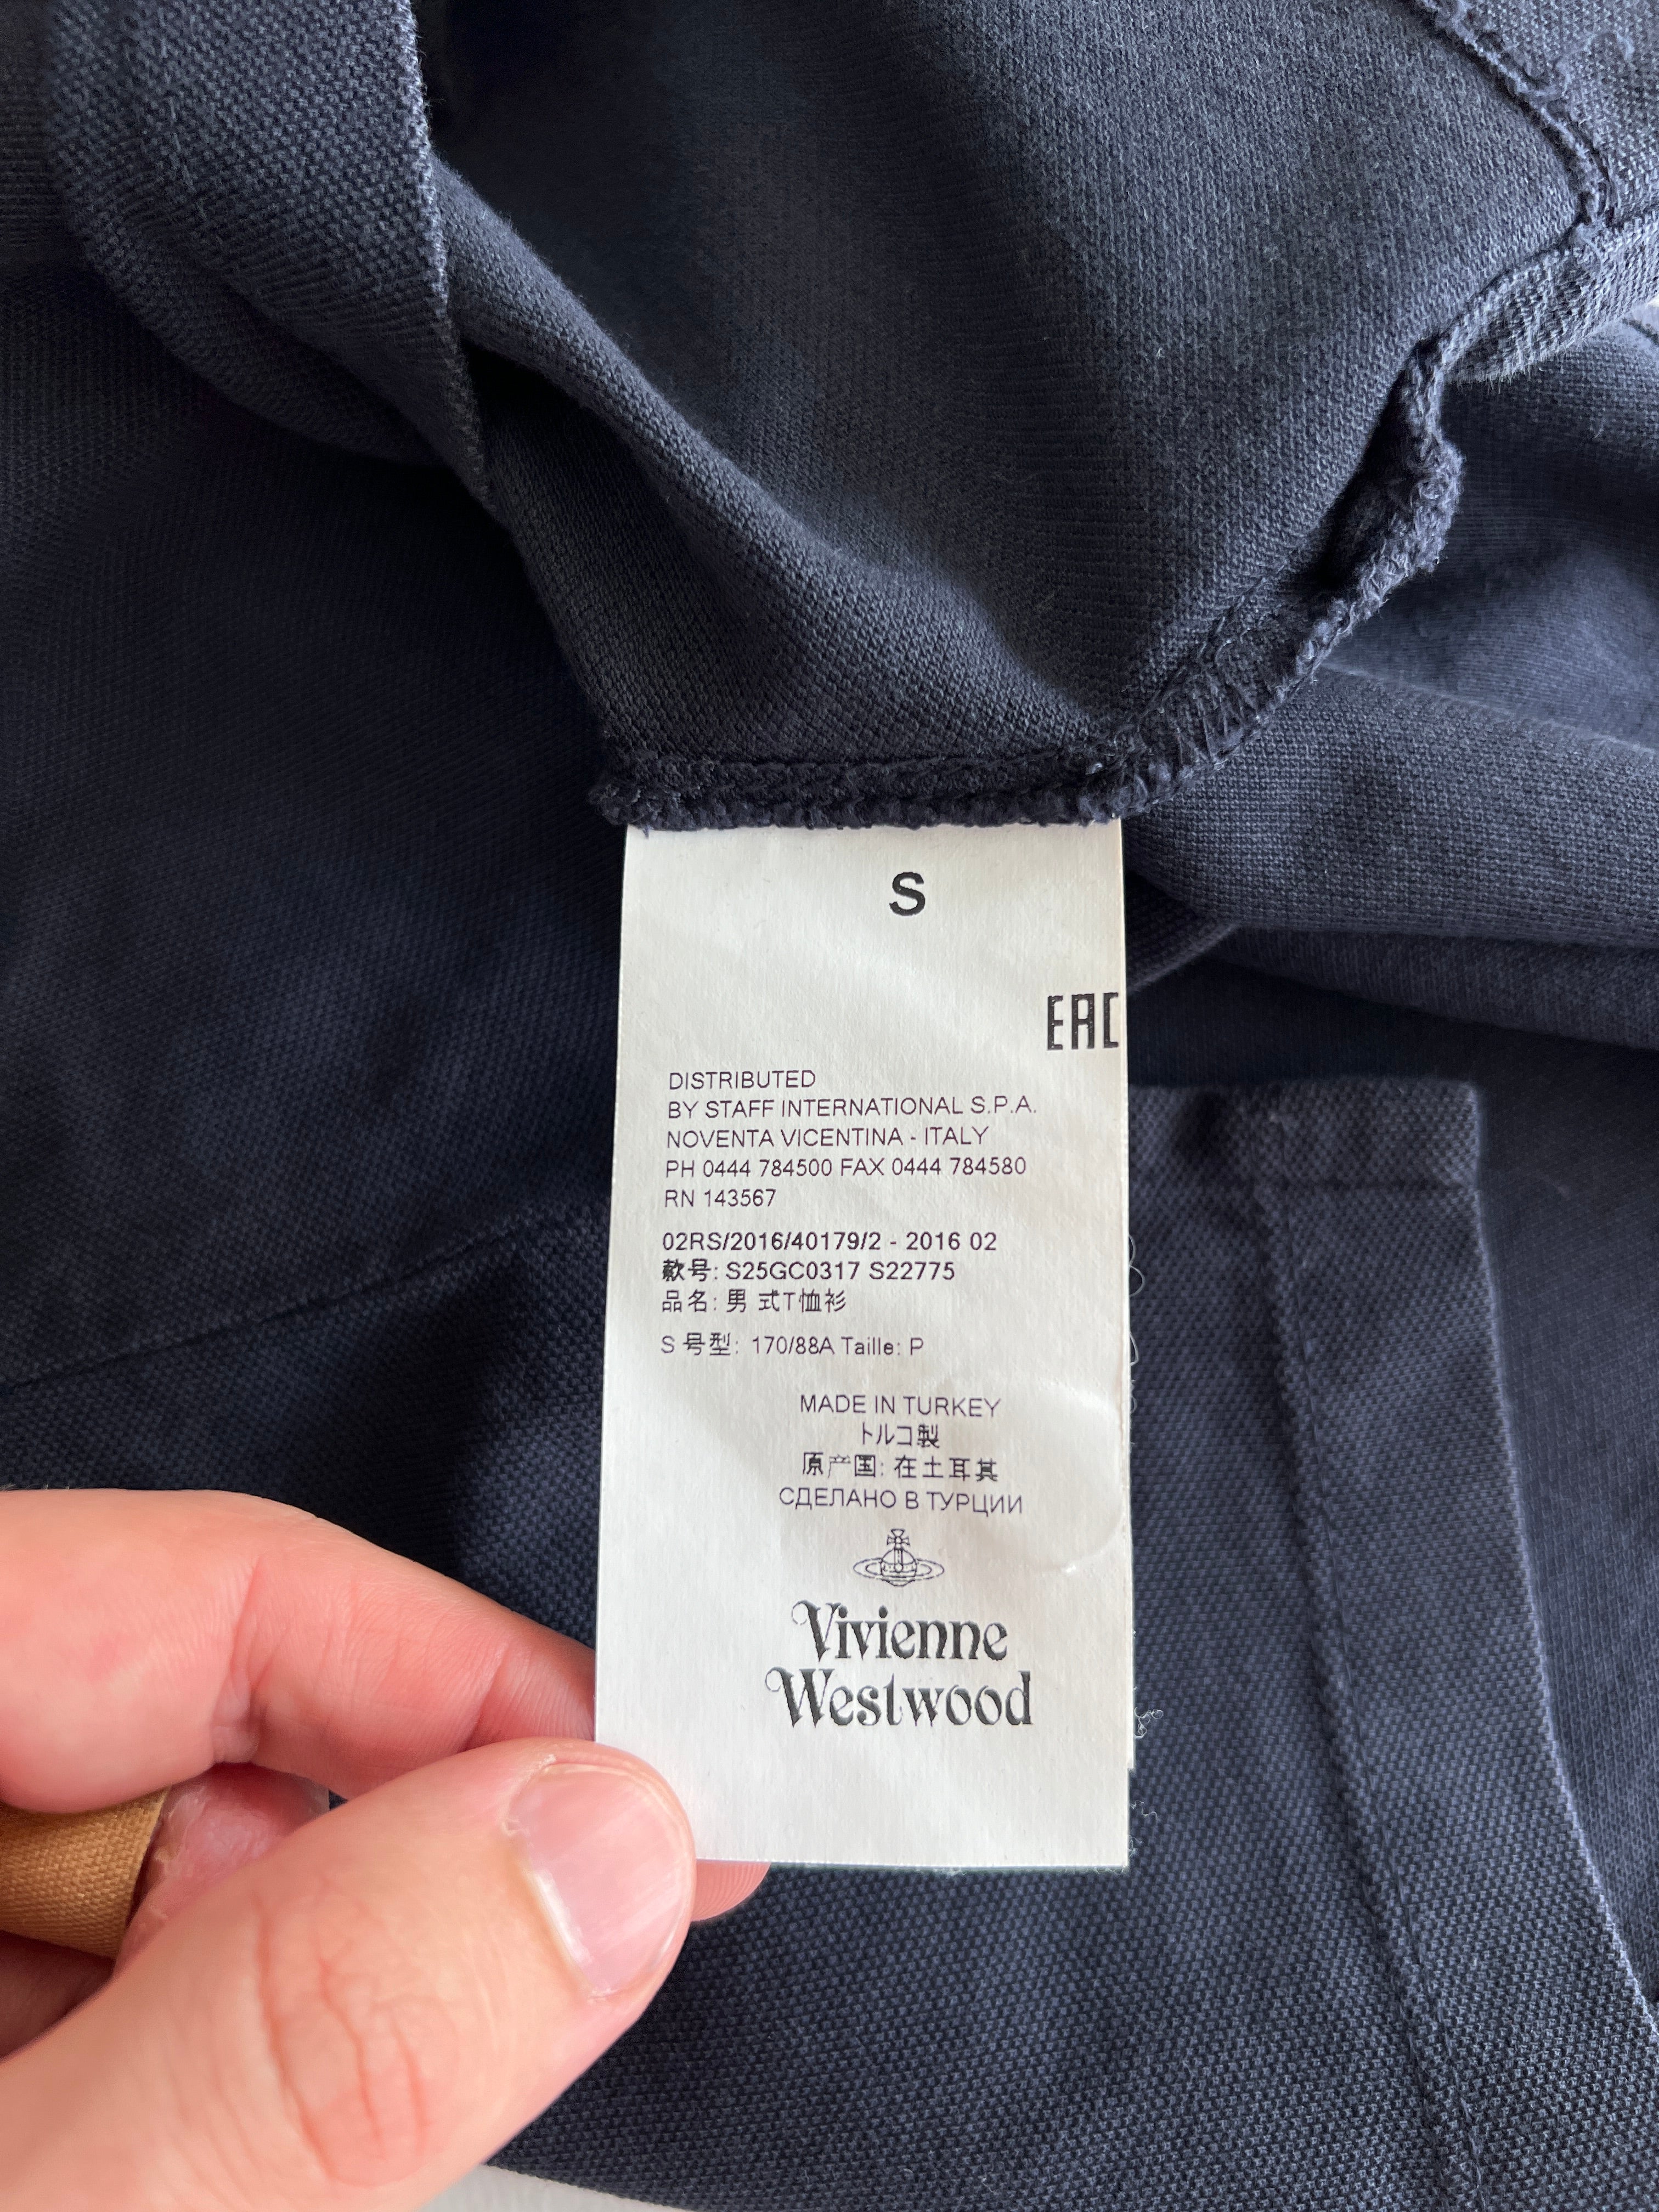 S
EAC
DISTRIBUTED
BY STAFF INTERNATIONAL S.P.A.
NOVENTA VICENTINA - ITALY
PH 0444 784500 FAX 0444 784580
RN 143567
02RS/2016/40179/2 - 2016 02
款号: S25GC0317 S22775
品名: 男 式T恤衫
S 号型: 170/88A Taille: P
MADE IN TURKEY
トルコ製
原产国: 在土耳其
СДЕЛАНО В ТУРЦИИ
Vivienne
Westwood